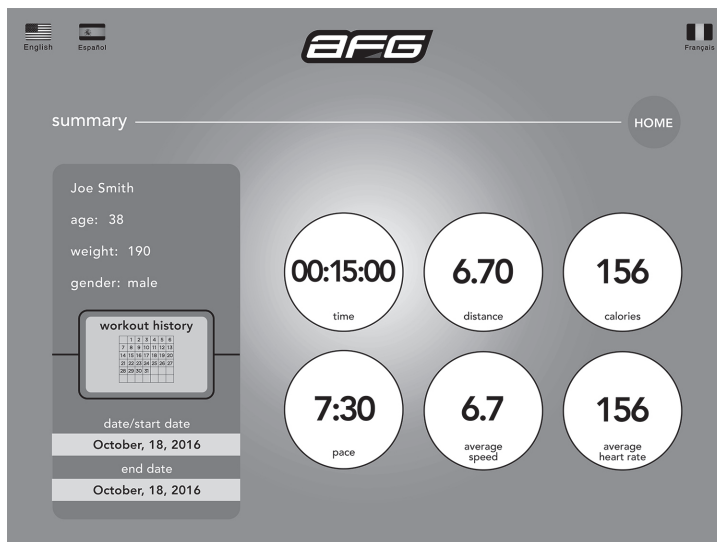 English
Español
AFG
Français
summary
HOME
Joe Smith
age: 38
weight: 190
gender: male
workout history
1 2 3 4 5 6
7 8 9 10 11 12 13
14 15 16 17 18 19 20
21 22 23 24 25 26 27
28 29 30 31
date/start date
October, 18, 2016
end date
October, 18, 2016
00:15:00
time
6.70
distance
156
calories
7:30
pace
6.7
average
speed
156
average
heart rate